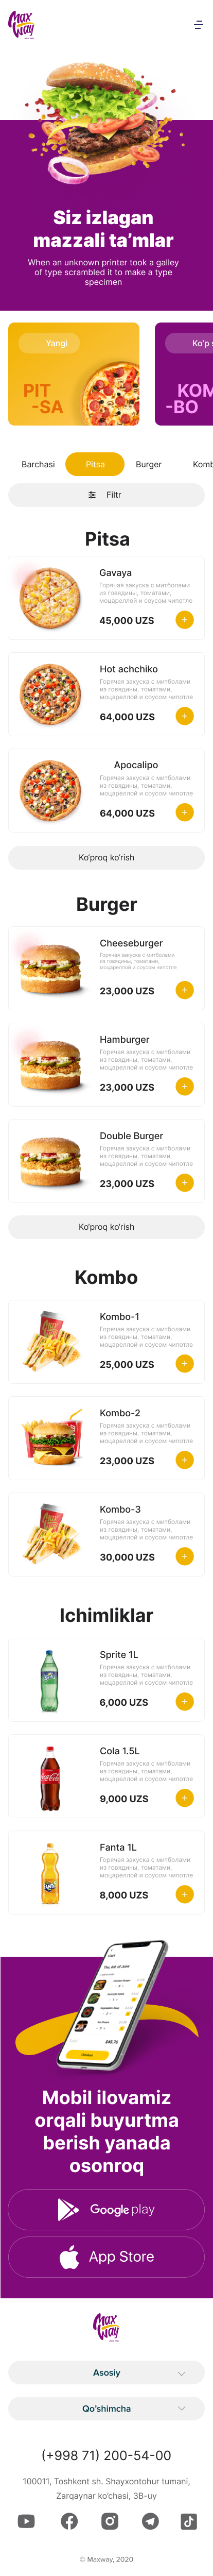 Max
Way
Siz izlagan
mazzali ta’mlar
When an unknown printer took a galley
of type scrambled it to make a type
specimen
Yangi
PIT
-SA
Ko'p s
KOM
-BO
Barchasi Pitsa Burger Komb
Filtr
Pitsa
Gavaya
Горячая закуска с митболами
из говядины, томатами,
моцареллой и соусом чипотле
45,000 UZS
Hot achchiko
Горячая закуска с митболами
из говядины, томатами,
моцареллой и соусом чипотле
64,000 UZS
Apocalipo
Горячая закуска с митболами
из говядины, томатами,
моцареллой и соусом чипотле
64,000 UZS
Ko‘proq ko‘rish
Burger
Cheeseburger
Горячая закуска с митболами
из говядины, томатами,
моцареллой и соусом чипотле
23,000 UZS
Hamburger
Горячая закуска с митболами
из говядины, томатами,
моцареллой и соусом чипотле
23,000 UZS
Double Burger
Горячая закуска с митболами
из говядины, томатами,
моцареллой и соусом чипотле
23,000 UZS
Ko‘proq ko‘rish
Kombo
Kombo-1
Горячая закуска с митболами
из говядины, томатами,
моцареллой и соусом чипотле
25,000 UZS
Kombo-2
Горячая закуска с митболами
из говядины, томатами,
моцареллой и соусом чипотле
23,000 UZS
Kombo-3
Горячая закуска с митболами
из говядины, томатами,
моцареллой и соусом чипотле
30,000 UZS
Ichimliklar
Sprite 1L
Горячая закуска с митболами
из говядины, томатами,
моцареллой и соусом чипотле
6,000 UZS
Cola 1.5L
Горячая закуска с митболами
из говядины, томатами,
моцареллой и соусом чипотле
9,000 UZS
Fanta 1L
Горячая закуска с митболами
из говядины, томатами,
моцареллой и соусом чипотле
8,000 UZS
Mobil ilovamiz
orqali buyurtma
berish yanada
osonroq
Google play
App Store
Max
Way
Asosiy
Qo‘shimcha
(+998 71) 200-54-00
100011, Toshkent sh. Shayxontohur tumani,
Zarqaynar ko‘chasi, 3B-uy
© Maxway, 2020